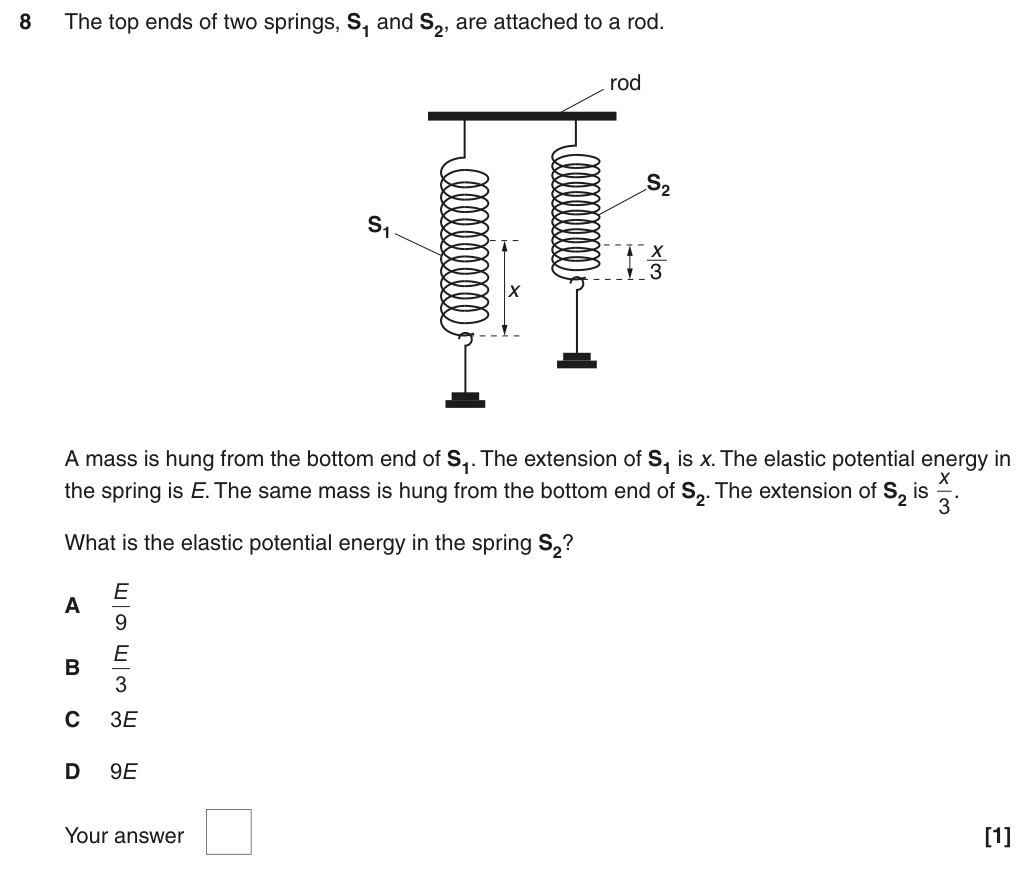 8 The top ends of two springs, S₁ and S₂, are attached to a rod.
rod
S₂
S₁
x/3
x
A mass is hung from the bottom end of S₁. The extension of S₁ is x. The elastic potential energy in
the spring is E. The same mass is hung from the bottom end of S₂. The extension of S₂ is x/3.
What is the elastic potential energy in the spring S₂?
A E/9
B E/3
C 3E
D 9E
Your answer [1]